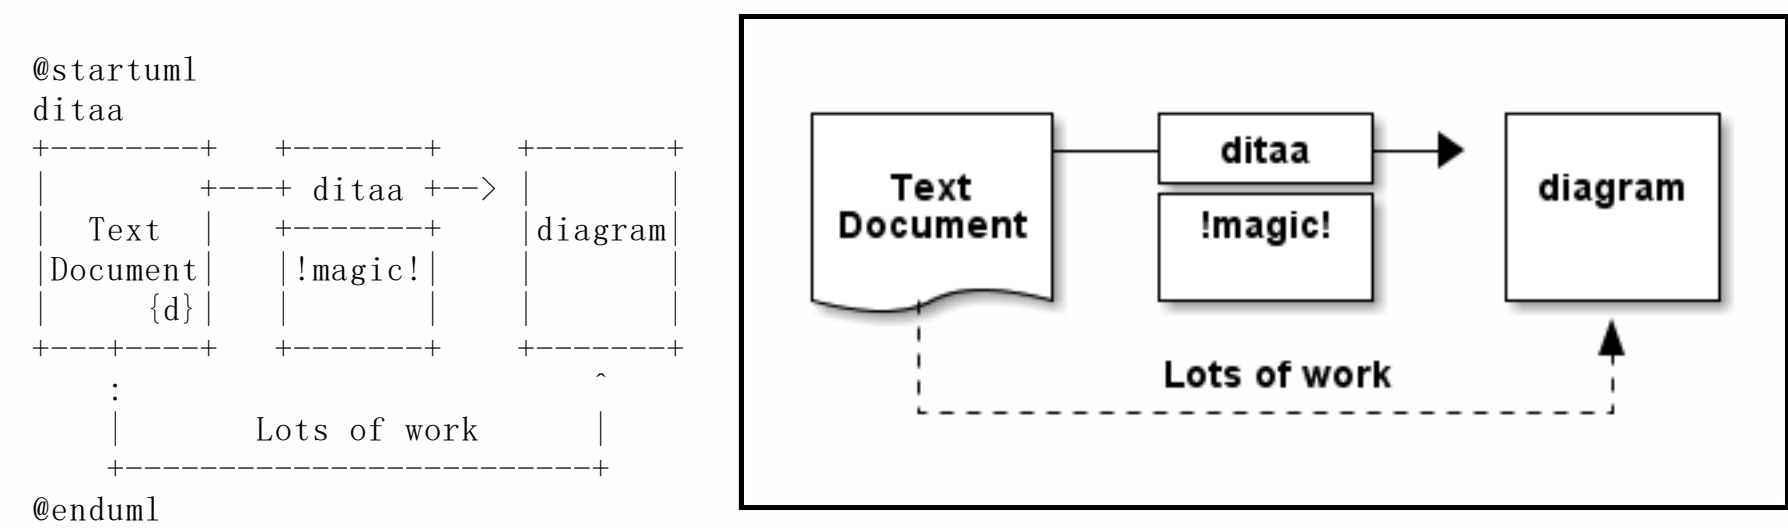 @startuml
ditaa
+--------+   +-------+    +-------+
|        +---+ ditaa +--> |       |
|  Text  |   +-------+    |diagram|
|Document|   |!magic!|    |       |
|     {d}|   |       |    |       |
+---+----+   +-------+    +-------+
    :                         ^
    |       Lots of work      |
    +-------------------------+
@enduml
ditaa
Text
Document
!magic!
diagram
Lots of work